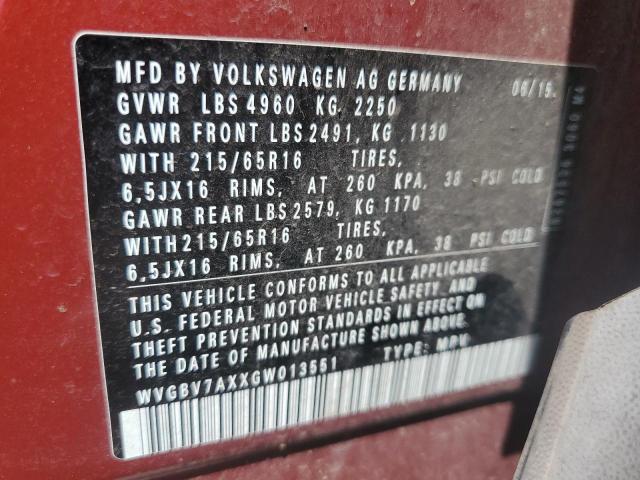 MFD BY VOLKSWAGEN AG GERMANY 06/15
GVWR LBS 4960 KG 2250
GAWR FRONT LBS 2491, KG 1130
WITH 215/65R16 TIRES,
6,5JX16 RIMS, AT 260 KPA, 38 PSI COLD
GAWR REAR LBS 2579, KG 1170
WITH 215/65R16 TIRES,
6,5JX16 RIMS, AT 260 KPA, 38 PSI COLD
THIS VEHICLE CONFORMS TO ALL APPLICABLE
U.S. FEDERAL MOTOR VEHICLE SAFETY, AND
THEFT PREVENTION STANDARDS IN EFFECT ON
THE DATE OF MANUFACTURE SHOWN ABOVE.
WVGBV7AXXGW013551 TYPE: MPV